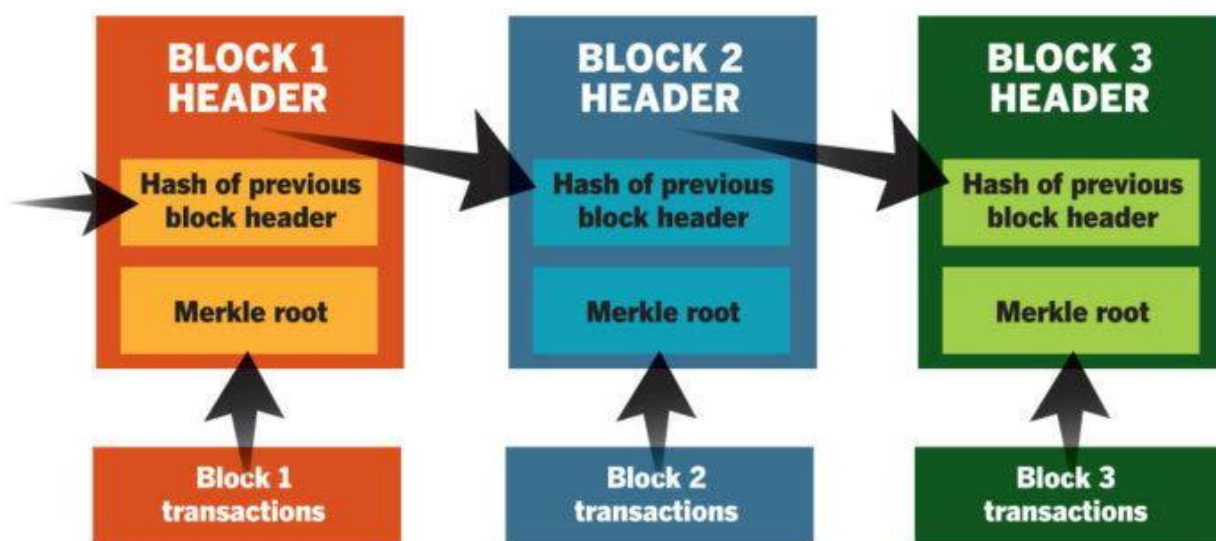 BLOCK 1
HEADER
Hash of previous
block header
Merkle root
Block 1
transactions
BLOCK 2
HEADER
Hash of previous
block header
Merkle root
Block 2
transactions
BLOCK 3
HEADER
Hash of previous
block header
Merkle root
Block 3
transactions